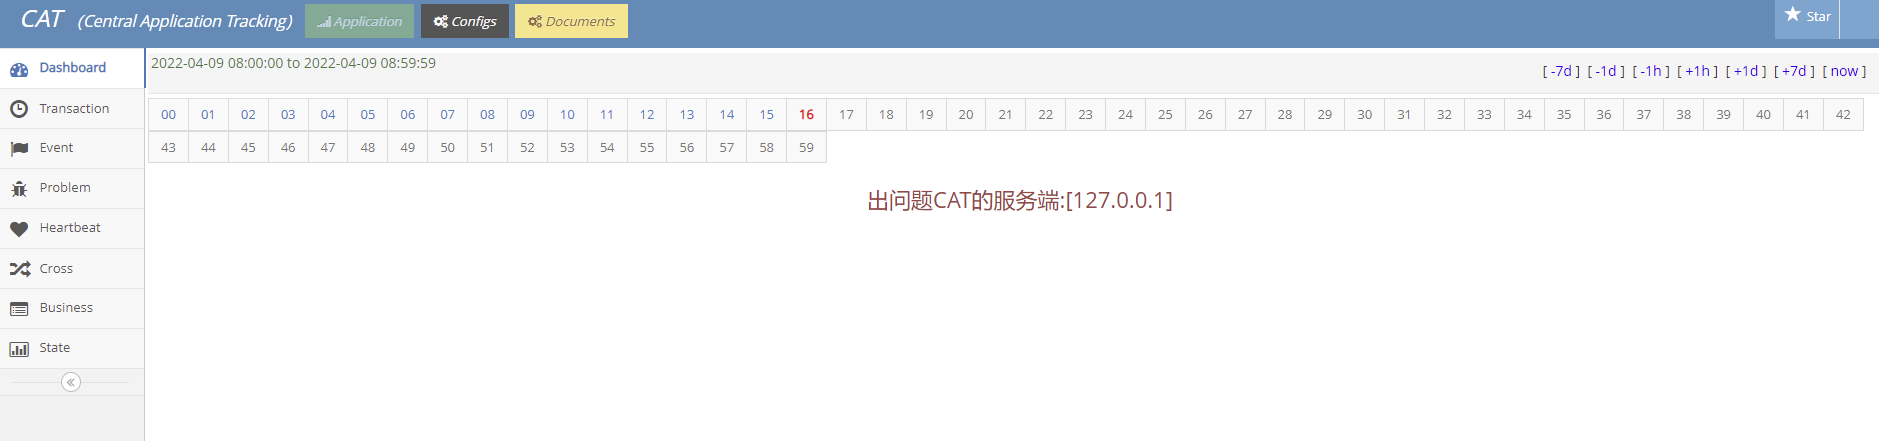 CAT (Central Application Tracking) Application Configs Documents Star
Dashboard
Transaction
Event
Problem
Heartbeat
Cross
Business
State
2022-04-09 08:00:00 to 2022-04-09 08:59:59
[ -7d ] [ -1d ] [ -1h ] [ +1h ] [ +1d ] [ +7d ] [ now ]
00 01 02 03 04 05 06 07 08 09 10 11 12 13 14 15 16 17 18 19 20 21 22 23 24 25 26 27 28 29 30 31 32 33 34 35 36 37 38 39 40 41 42
43 44 45 46 47 48 49 50 51 52 53 54 55 56 57 58 59
出问题CAT的服务端:[127.0.0.1]